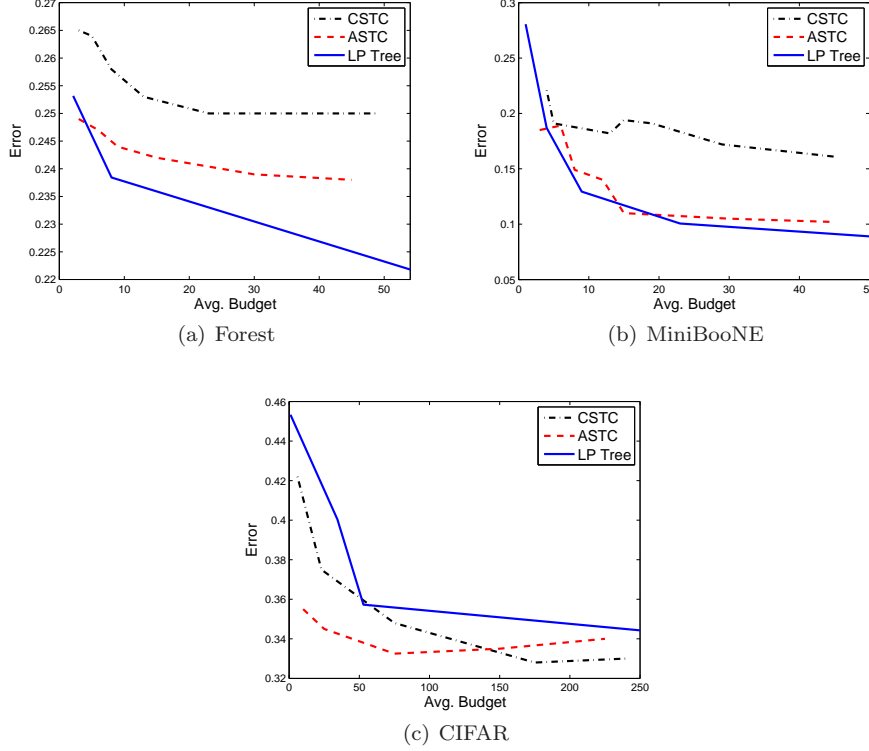 0.27
0.265
0.26
0.255
0.25
0.245
0.24
0.235
0.23
0.225
0.22
Error
0 10 20 30 40 50
Avg. Budget
CSTC
ASTC
LP Tree
(a) Forest
0.3
0.25
0.2
0.15
0.1
0.05
Error
0 10 20 30 40 50
Avg. Budget
CSTC
ASTC
LP Tree
(b) MiniBooNE
0.46
0.44
0.42
0.4
0.38
0.36
0.34
0.32
Error
0 50 100 150 200 250
Avg. Budget
CSTC
ASTC
LP Tree
(c) CIFAR